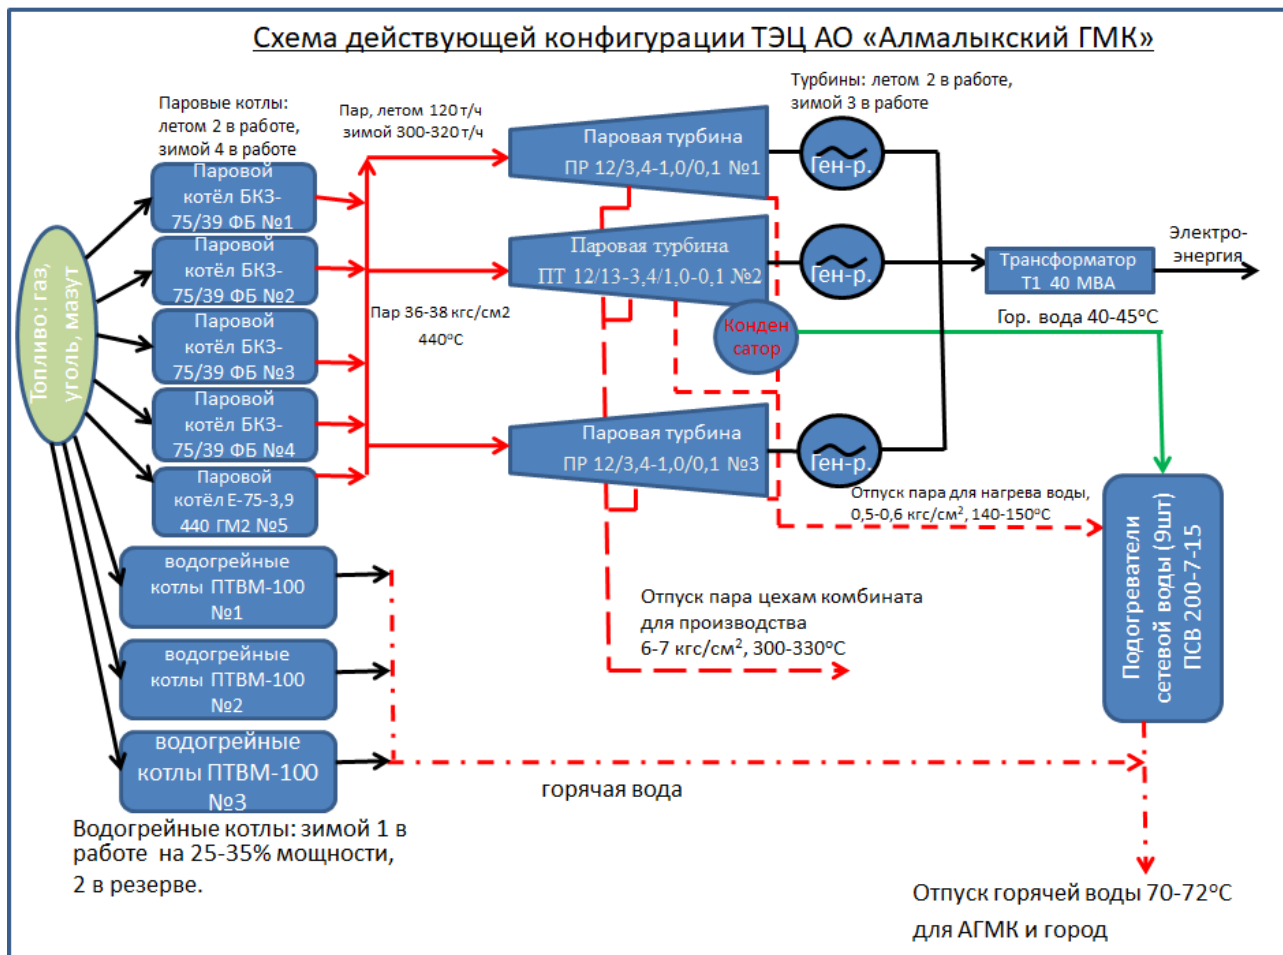 Схема действующей конфигурации ТЭЦ АО «Алмалыкский ГМК»
Паровые котлы:
летом 2 в работе,
зимой 4 в работе
Пар, летом 120 т/ч
зимой 300-320 т/ч
Турбины: летом 2 в работе,
зимой 3 в работе
Топливо: газ,
уголь, мазут
Паровой
котёл БКЗ-
75/39 ФБ №1
Паровой
котёл БКЗ-
75/39 ФБ №2
Паровой
котёл БКЗ-
75/39 ФБ №3
Паровой
котёл БКЗ-
75/39 ФБ №4
Паровой
котёл Е-75-3,9
440 ГМ2 №5
водогрейные
котлы ПТВМ-100
№1
водогрейные
котлы ПТВМ-100
№2
водогрейные
котлы ПТВМ-100
№3
Водогрейные котлы: зимой 1 в
работе на 25-35% мощности,
2 в резерве.
Пар 36-38 кгс/см2
440°С
Паровая турбина
ПР 12/3,4-1,0/0,1 №1
Ген-р.
Паровая турбина
ПТ 12/13-3,4/1,0-0,1 №2
Ген-р.
Конден
сатор
Паровая турбина
ПР 12/3,4-1,0/0,1 №3
Ген-р.
Трансформатор
Т1 40 МВА
Электро-
энергия
Гор. вода 40-45°С
Отпуск пара для нагрева воды,
0,5-0,6 кгс/см², 140-150°С
Подогреватели
сетевой воды (9шт)
ПСВ 200-7-15
Отпуск пара цехам комбината
для производства
6-7 кгс/см², 300-330°С
горячая вода
Отпуск горячей воды 70-72°С
для АГМК и город